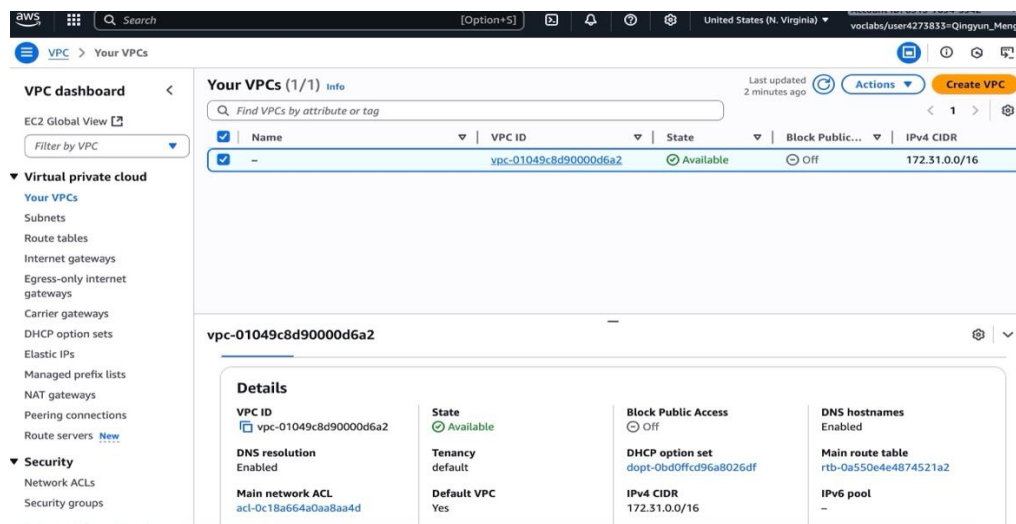 aws
Search
[Option+S]
United States (N. Virginia)
voclabs/user4273833=Qingyun_Meng
VPC > Your VPCs
VPC dashboard
EC2 Global View
Filter by VPC
Virtual private cloud
Your VPCs
Subnets
Route tables
Internet gateways
Egress-only internet
gateways
Carrier gateways
DHCP option sets
Elastic IPs
Managed prefix lists
NAT gateways
Peering connections
Route servers New
Security
Network ACLs
Security groups
Your VPCs (1/1) Info
Last updated
2 minutes ago
Actions
Create VPC
Find VPCs by attribute or tag
1
Name VPC ID State Block Public... IPv4 CIDR
– vpc-01049c8d90000d6a2 Available Off 172.31.0.0/16
vpc-01049c8d90000d6a2
Details
VPC ID State Block Public Access DNS hostnames
vpc-01049c8d90000d6a2 Available Off Enabled
DNS resolution Tenancy DHCP option set Main route table
Enabled default dopt-0bd0ffcd96a8026df rtb-0a550e4e4874521a2
Main network ACL Default VPC IPv4 CIDR IPv6 pool
acl-0c18a664a0aa8aa4d Yes 172.31.0.0/16 –